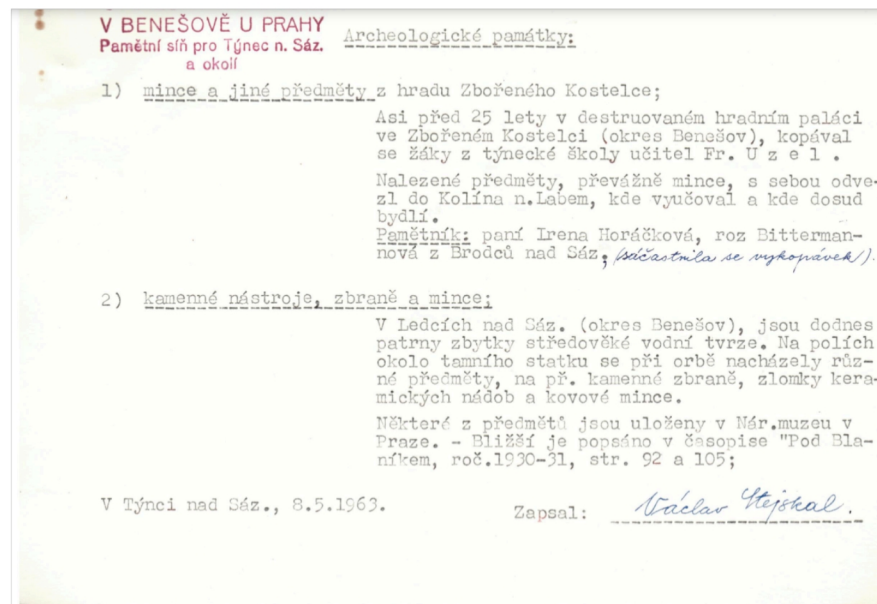 V BENEŠOVĚ U PRAHY
Pamětní síň pro Týnec n. Sáz.
a okolí
Archeologické památky:
1) mince a jiné předměty z hradu Zbořeného Kostelce;
Asi před 25 lety v destruovaném hradním paláci
ve Zbořeném Kostelci (okres Benešov), kopával
se žáky z týnecké školy učitel Fr. U z e l .
Nalezené předměty, převážně mince, s sebou odve-
zl do Kolína n.Labem, kde vyučoval a kde dosud
bydlí.
Pamětník: paní Irena Horáčková, roz Bitterman-
nová z Brodců nad Sáz. (súčastnila se vykopávek).
2) kamenné nástroje, zbraně a mince;
V Ledcích nad Sáz. (okres Benešov), jsou dodnes
patrny zbytky středověké vodní tvrze. Na polích
okolo tamního statku se při orbě nacházely růz-
né předměty, na př. kamenné zbraně, zlomky kera-
mických nádob a kovové mince.
Některé z předmětů jsou uloženy v Nár.muzeu v
Praze. - Bližší je popsáno v časopise "Pod Bla-
níkem, roč.1930-31, str. 92 a 105;
V Týnci nad Sáz., 8.5.1963.
Zapsal: Václav Stejskal.